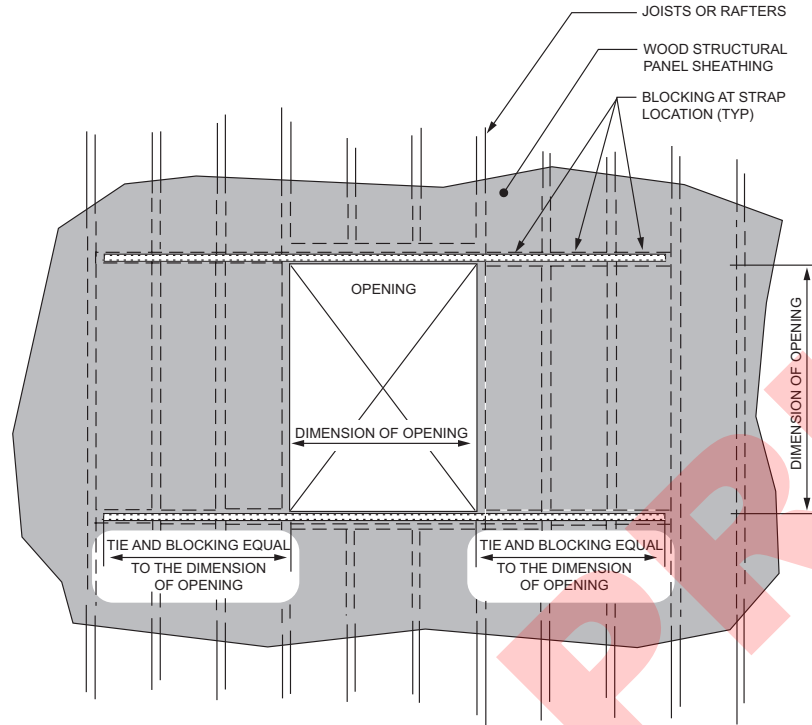 JOISTS OR RAFTERS
WOOD STRUCTURAL
PANEL SHEATHING
BLOCKING AT STRAP
LOCATION (TYP)
OPENING
DIMENSION OF OPENING
DIMENSION OF OPENING
TIE AND BLOCKING EQUAL
TO THE DIMENSION
OF OPENING
TIE AND BLOCKING EQUAL
TO THE DIMENSION
OF OPENING
PR